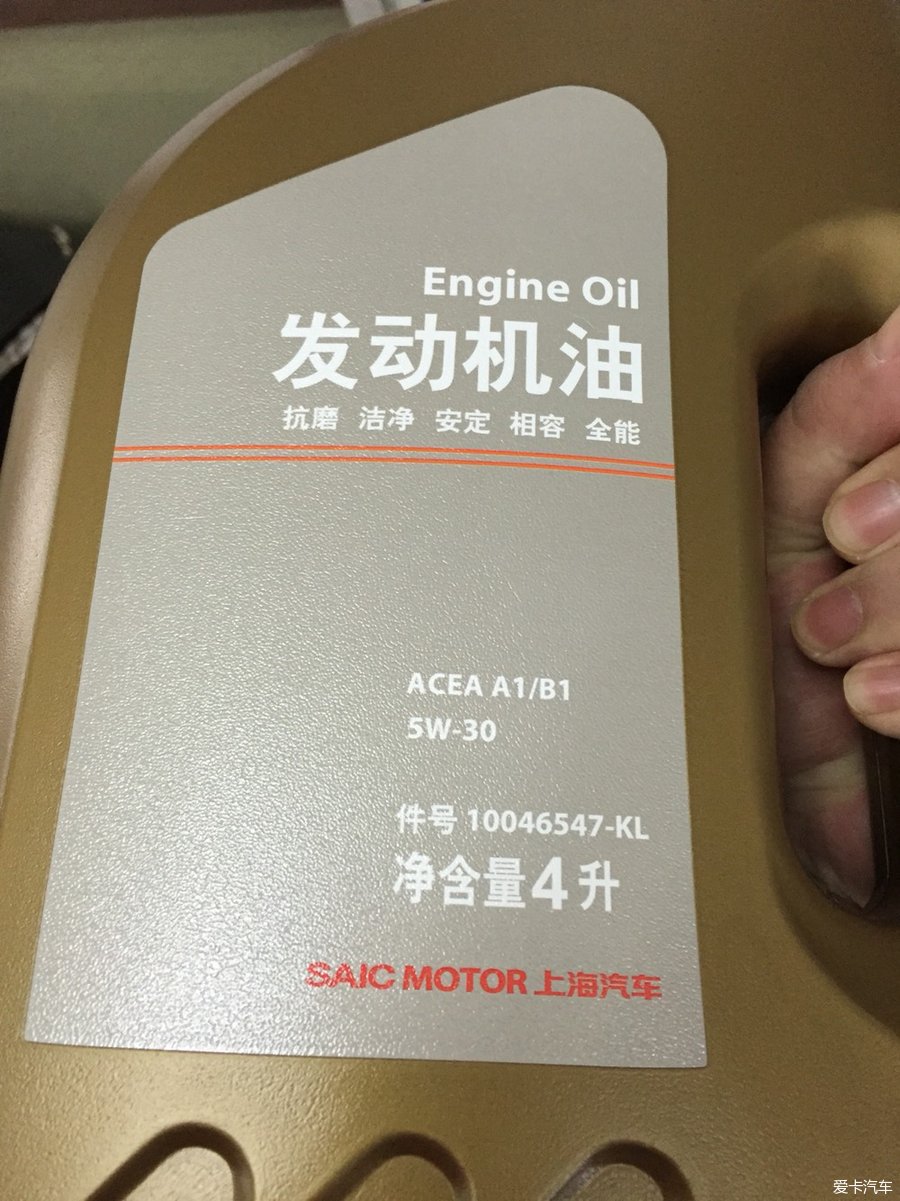 Engine Oil
发动机油
抗磨 洁净 安定 相容 全能
ACEA A1/B1
5W-30
件号 10046547-KL
净含量4升
SAIC MOTOR 上海汽车
爱卡汽车